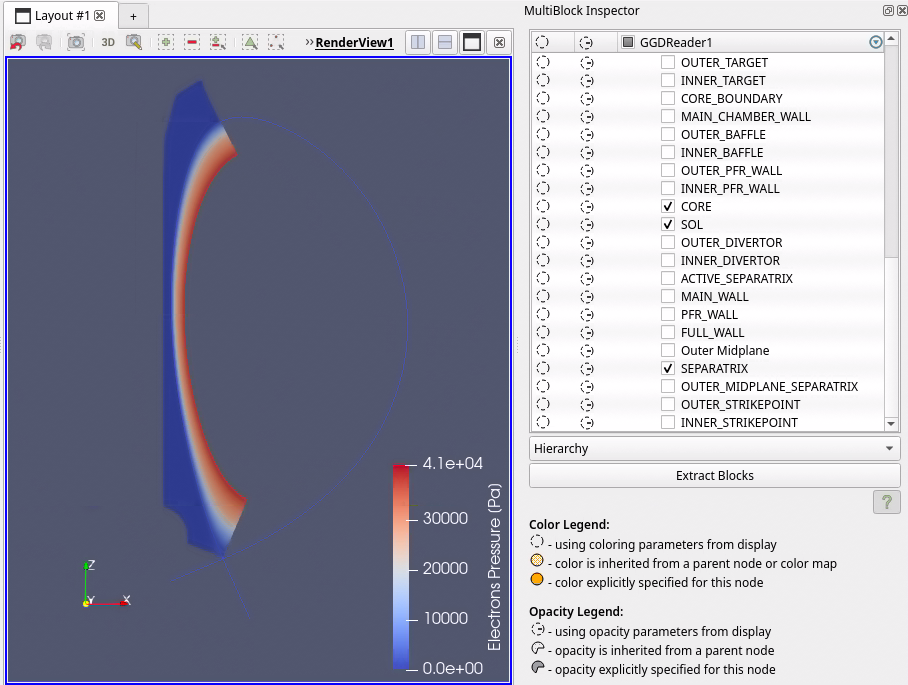 Layout #1
+
3D
»RenderView1
Z
Y
X
4.1e+04
30000
20000
10000
0.0e+00
Electrons Pressure (Pa)
MultiBlock Inspector
GGDReader1
OUTER_TARGET
INNER_TARGET
CORE_BOUNDARY
MAIN_CHAMBER_WALL
OUTER_BAFFLE
INNER_BAFFLE
OUTER_PFR_WALL
INNER_PFR_WALL
CORE
SOL
OUTER_DIVERTOR
INNER_DIVERTOR
ACTIVE_SEPARATRIX
MAIN_WALL
PFR_WALL
FULL_WALL
Outer Midplane
SEPARATRIX
OUTER_MIDPLANE_SEPARATRIX
OUTER_STRIKEPOINT
INNER_STRIKEPOINT
Hierarchy
Extract Blocks
?
Color Legend:
- using coloring parameters from display
- color is inherited from a parent node or color map
- color explicitly specified for this node
Opacity Legend:
- using opacity parameters from display
- opacity is inherited from a parent node
- opacity explicitly specified for this node